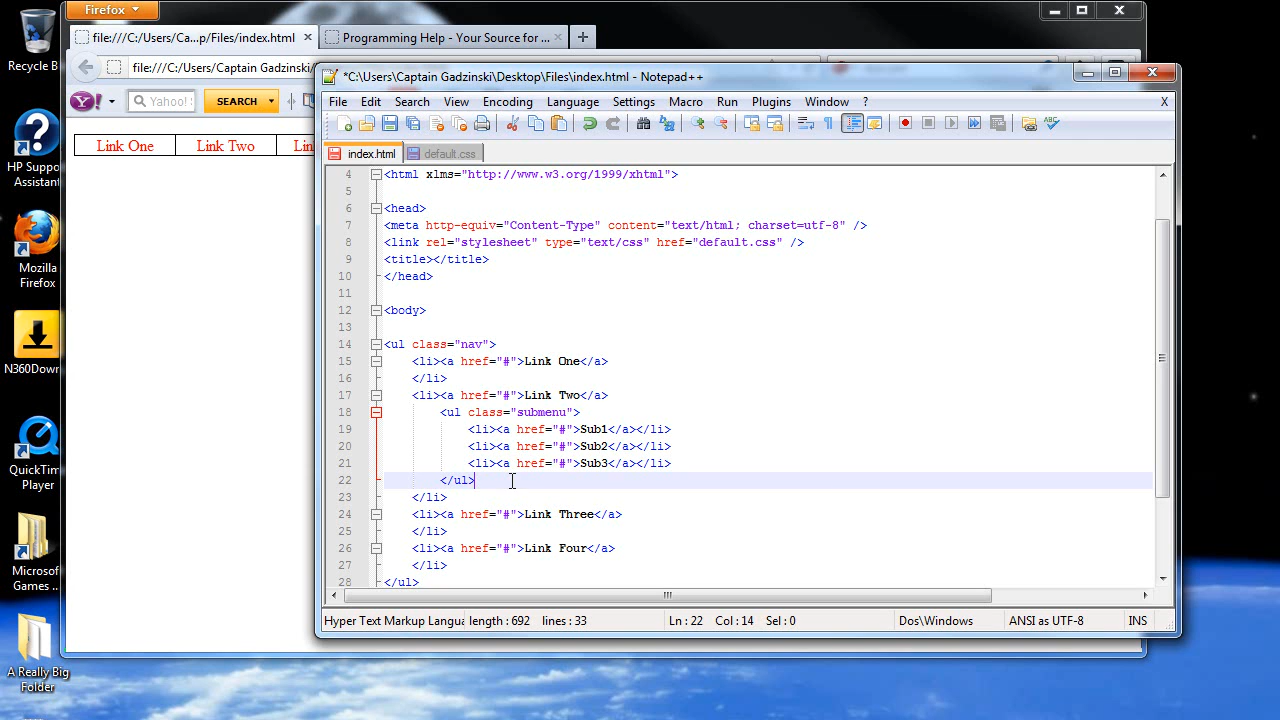 Firefox
file:///C:/Users/Ca...p/Files/index.html
Programming Help - Your Source for ...
file:///C:/Users/Captain Gadzinski/
Yahoo!
SEARCH
Link One
Link Two
Lin
Recycle B
HP Suppo
Assistant
Mozilla
Firefox
N360Down
QuickTim
Player
Microsof
Games ..
A Really Big
Folder
*C:\Users\Captain Gadzinski\Desktop\Files\index.html - Notepad++
File Edit Search View Encoding Language Settings Macro Run Plugins Window ? X
index.html
default.css
4 <html xlms="http://www.w3.org/1999/xhtml">
5
6 <head>
7 <meta http-equiv="Content-Type" content="text/html; charset=utf-8" />
8 <link rel="stylesheet" type="text/css" href="default.css" />
9 <title></title>
10 </head>
11
12 <body>
13
14 <ul class="nav">
15 <li><a href="#">Link One</a>
16 </li>
17 <li><a href="#">Link Two</a>
18 <ul class="submenu">
19 <li><a href="#">Sub1</a></li>
20 <li><a href="#">Sub2</a></li>
21 <li><a href="#">Sub3</a></li>
22 </ul>
23 </li>
24 <li><a href="#">Link Three</a>
25 </li>
26 <li><a href="#">Link Four</a>
27 </li>
28 </ul>
Hyper Text Markup Langua length : 692 lines : 33 Ln : 22 Col : 14 Sel : 0 Dos\Windows ANSI as UTF-8 INS